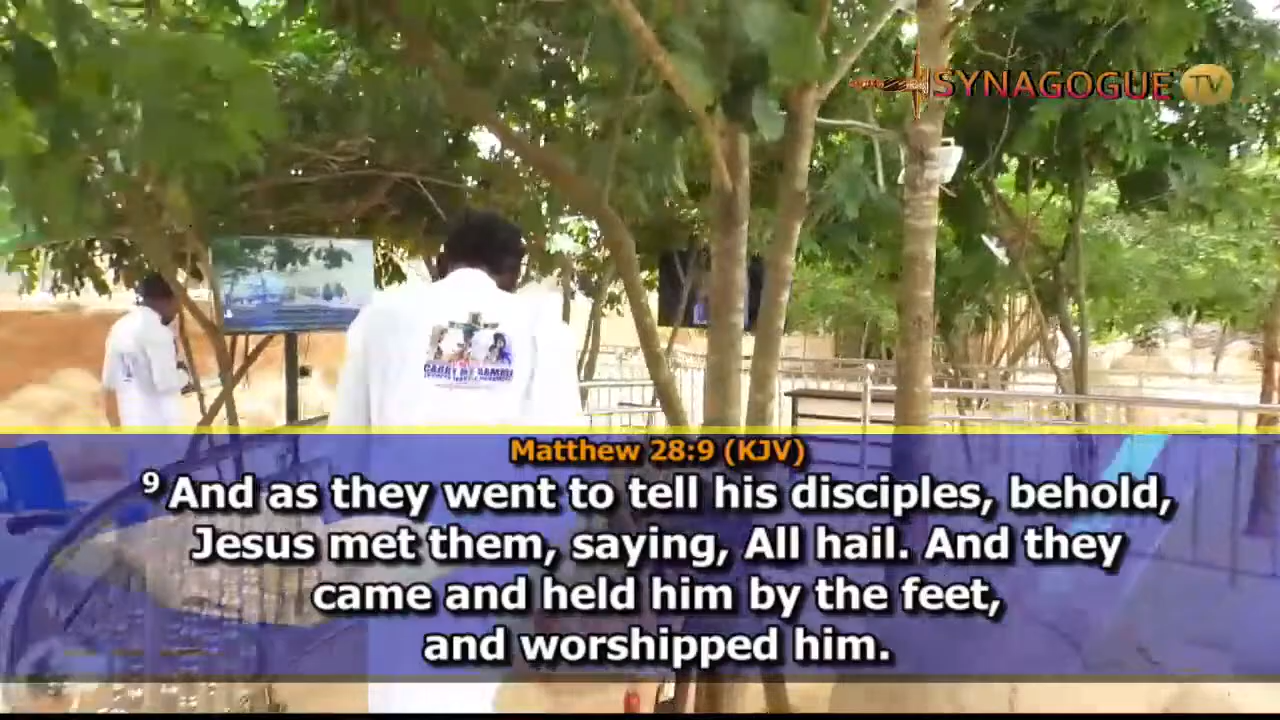 SYNAGOGUE TV
Matthew 28:9 (KJV)
9 And as they went to tell his disciples, behold,
Jesus met them, saying, All hail. And they
came and held him by the feet,
and worshipped him.